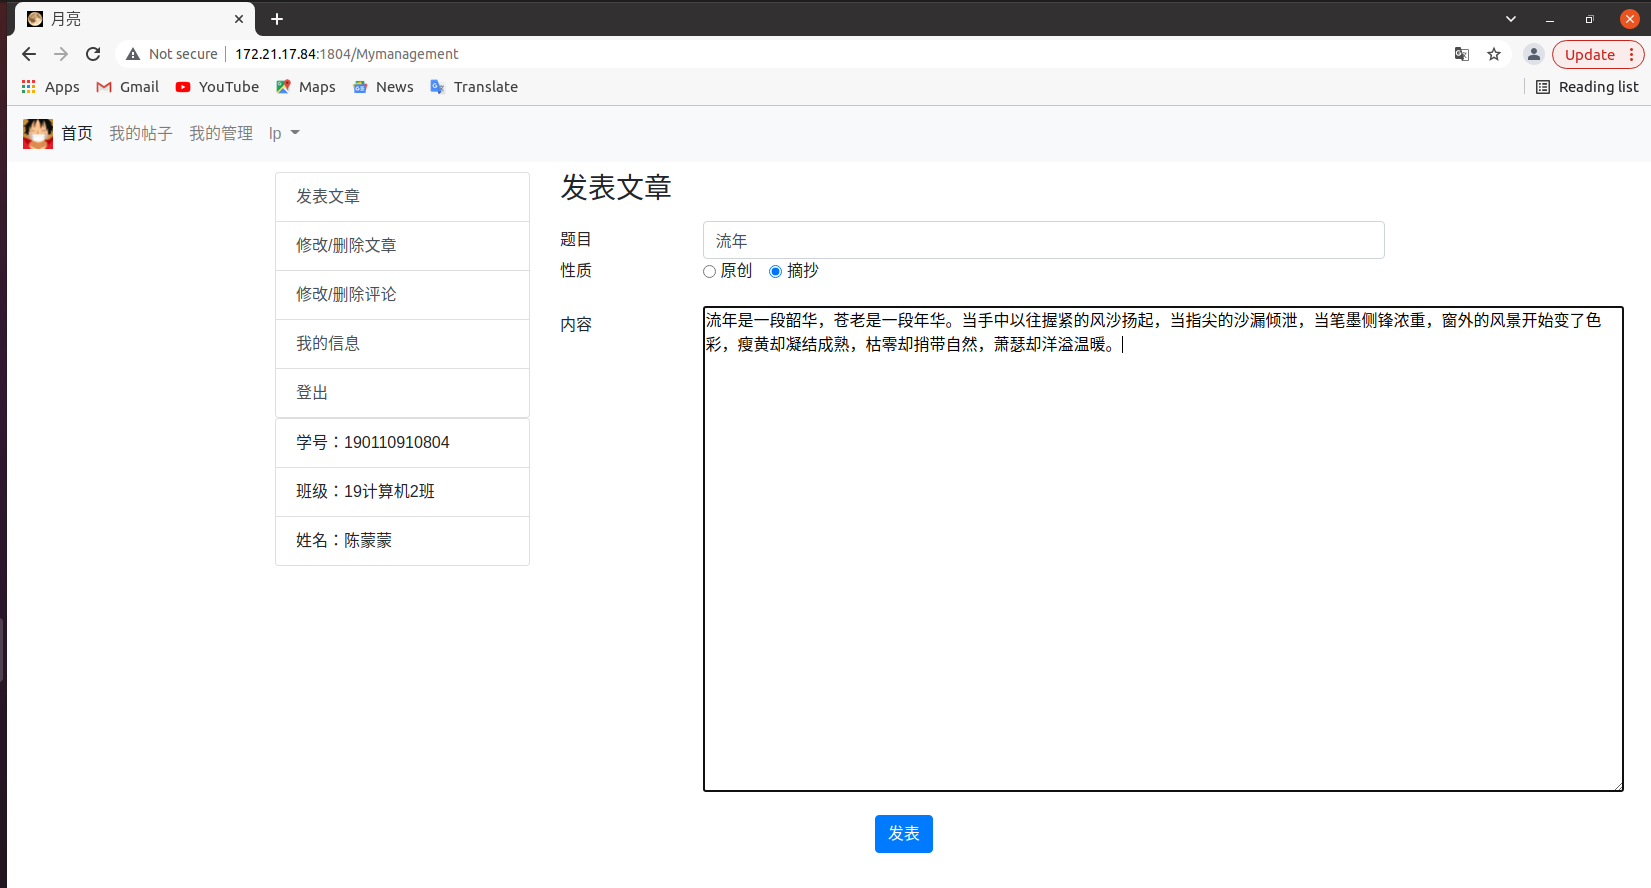 月亮
Not secure 172.21.17.84:1804/Mymanagement Update
Apps Gmail YouTube Maps News Translate Reading list
首页 我的帖子 我的管理 lp
发表文章
修改/删除文章
修改/删除评论
我的信息
登出
学号：190110910804
班级：19计算机2班
姓名：陈蒙蒙
发表文章
题目 流年
性质 原创 摘抄
内容
流年是一段韶华，苍老是一段年华。当手中以往握紧的风沙扬起，当指尖的沙漏倾泄，当笔墨侧锋浓重，窗外的风景开始变了色
彩，瘦黄却凝结成熟，枯零却捎带自然，萧瑟却洋溢温暖。
发表